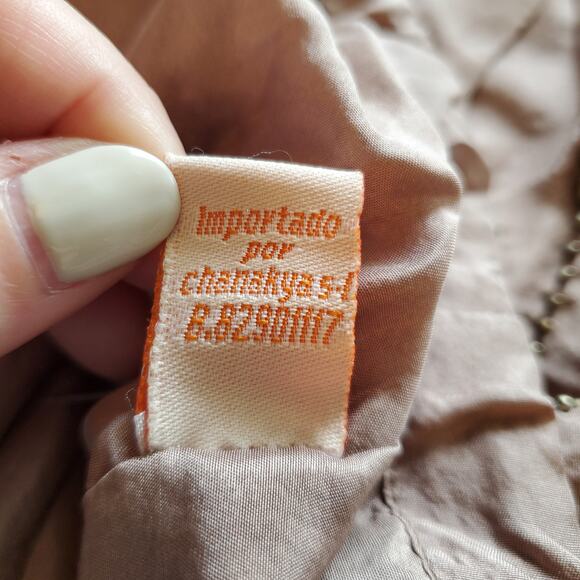 Importado
por
chanakya s.l
B.82901117